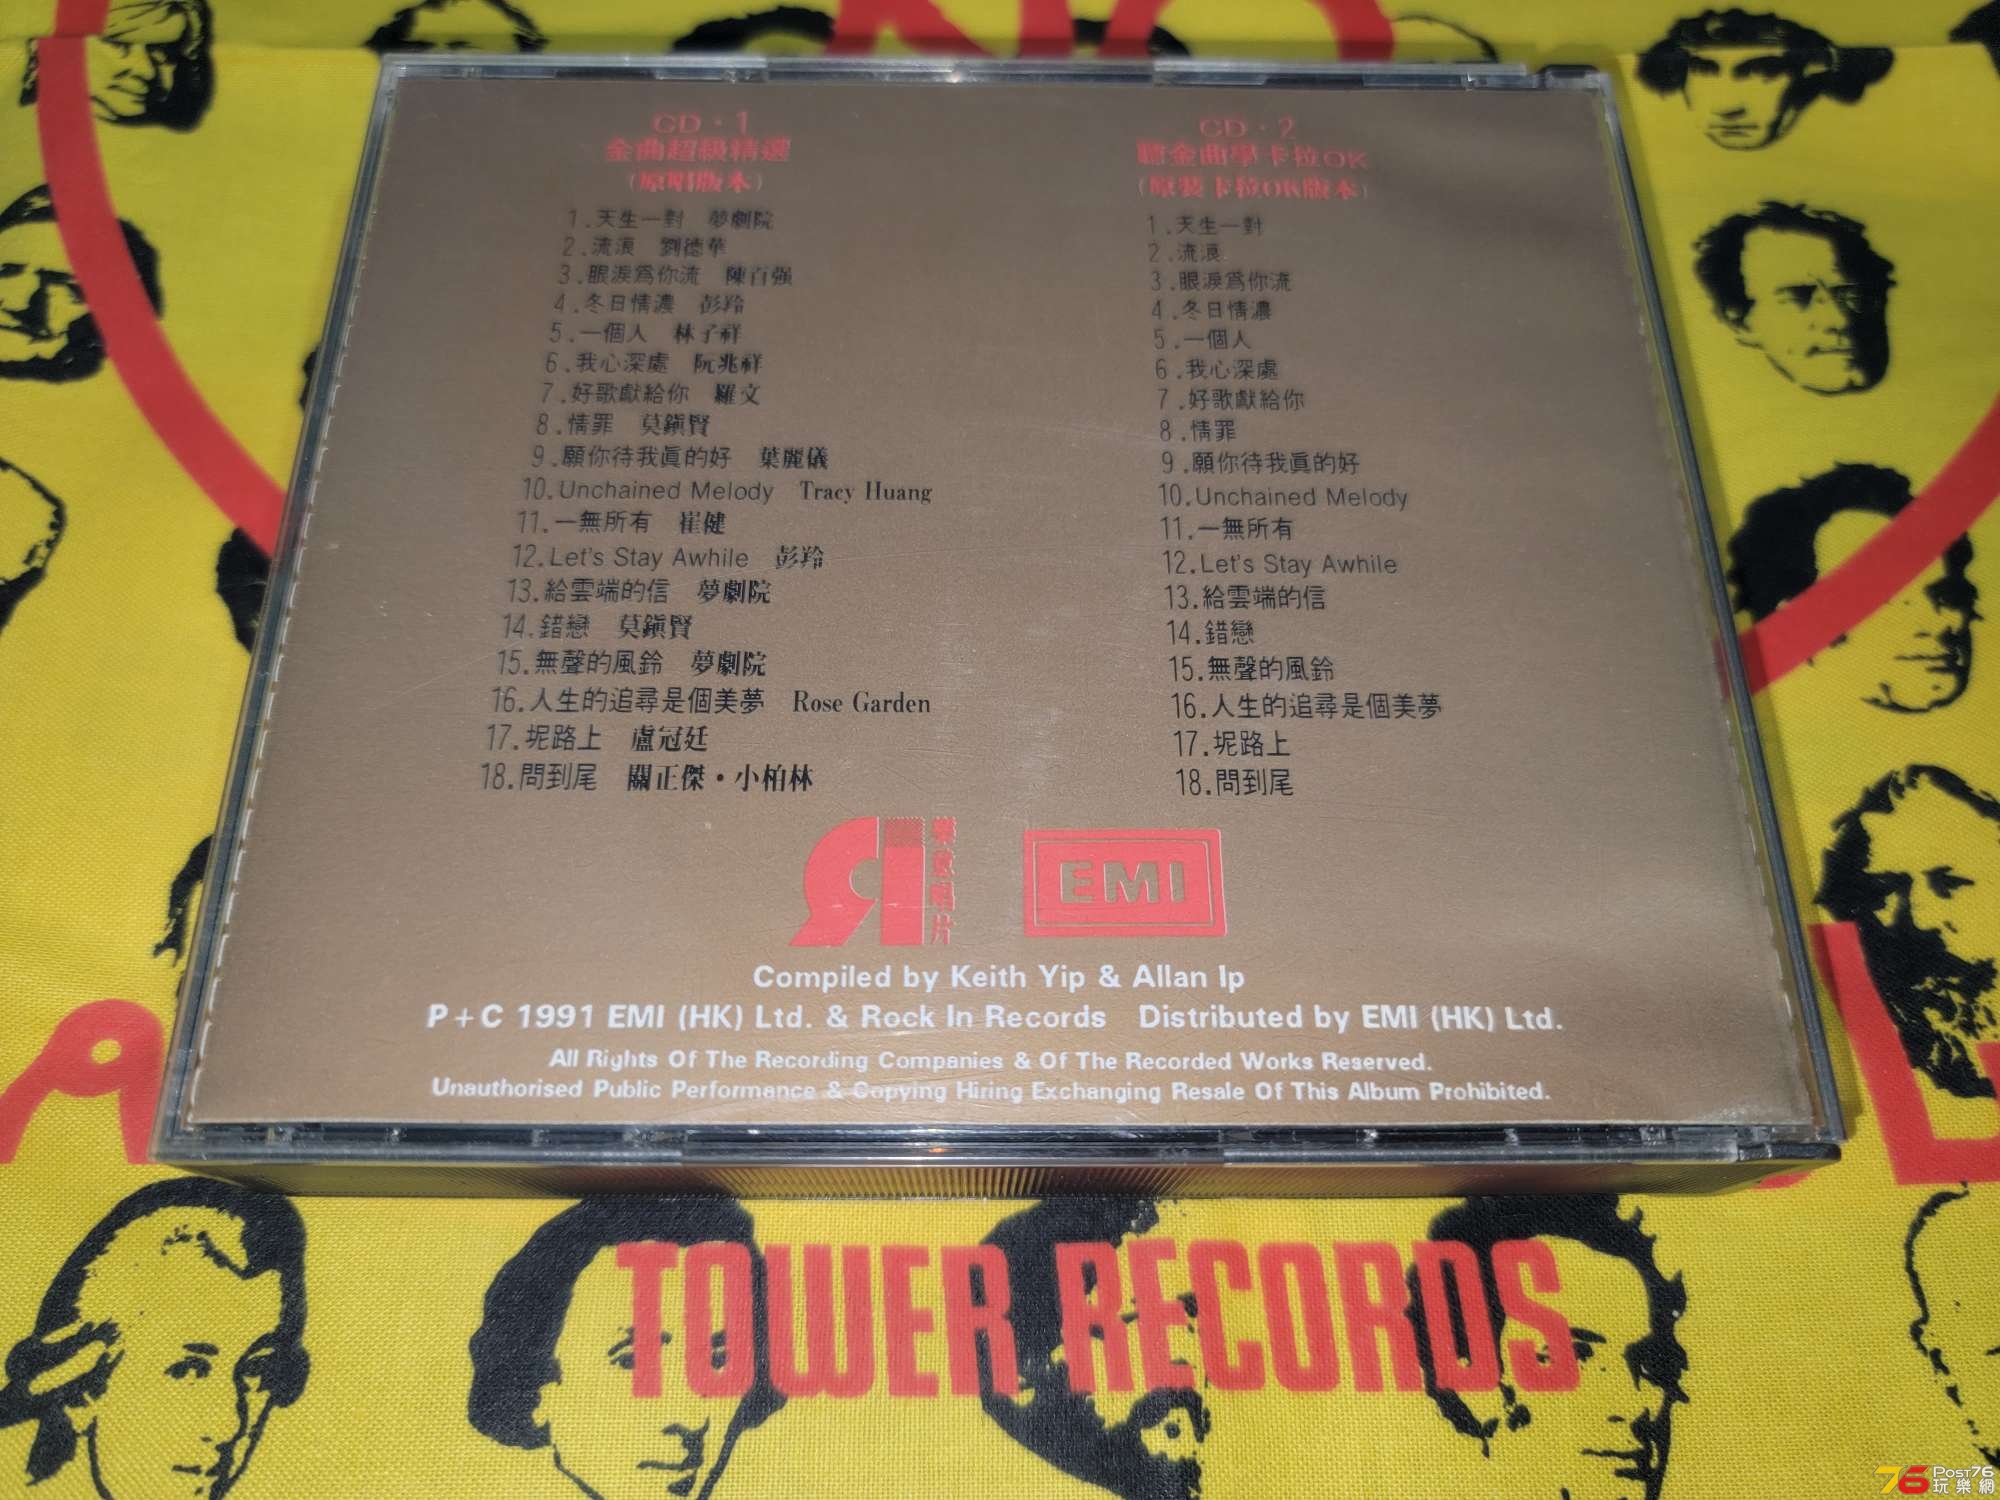 NO
CD・1
金曲超級精選
(原唱版本)
1.天生一對 夢劇院
2.流浪 劉德華
3.眼淚爲你流 陳百强
4.冬日情濃 彭羚
5.一個人 林子祥
6.我心深處 阮兆祥
7.好歌獻給你 羅文
8.情罪 莫鎭賢
9.願你待我眞的好 葉麗儀
10.Unchained Melody Tracy Huang
11.一無所有 崔健
12.Let's Stay Awhile 彭羚
13.給雲端的信 夢劇院
14.錯戀 莫鎭賢
15.無聲的風鈴 夢劇院
16.人生的追尋是個美夢 Rose Garden
17.坭路上 盧冠廷
18.問到尾 關正傑・小柏林
CD・2
聽金曲學卡拉OK
(原裝卡拉OK版本)
1.天生一對
2.流浪
3.眼淚爲你流
4.冬日情濃
5.一個人
6.我心深處
7.好歌獻給你
8.情罪
9.願你待我眞的好
10.Unchained Melody
11.一無所有
12.Let's Stay Awhile
13.給雲端的信
14.錯戀
15.無聲的風鈴
16.人生的追尋是個美夢
17.坭路上
18.問到尾
EMI
Compiled by Keith Yip & Allan Ip
P+C 1991 EMI (HK) Ltd. & Rock In Records Distributed by EMI (HK) Ltd.
All Rights Of The Recording Companies & Of The Recorded Works Reserved.
Unauthorised Public Performance & Copying Hiring Exchanging Resale Of This Album Prohibited.
TOWER RECORDS
76 Post76
玩樂網